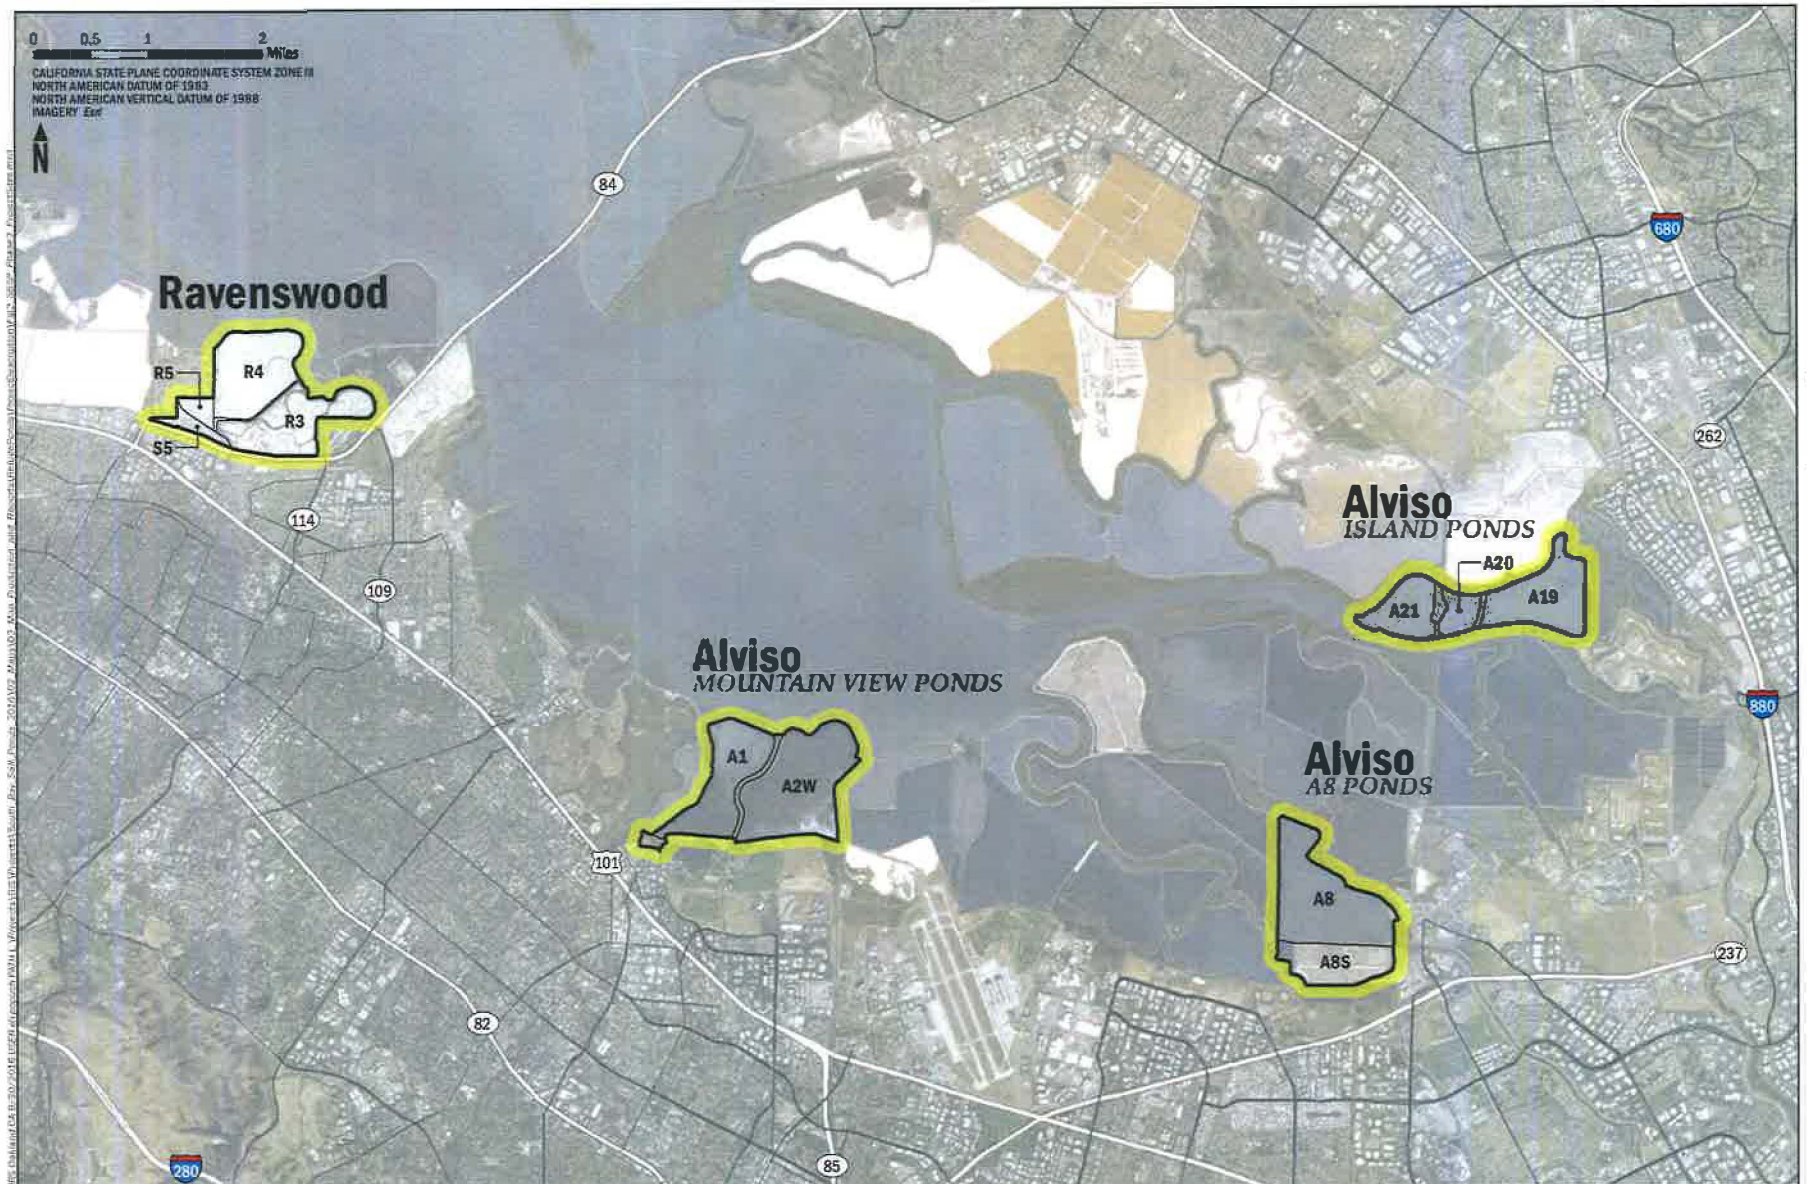 0 0.5 1 2
Miles
CALIFORNIA STATE PLANE COORDINATE SYSTEM ZONE III
NORTH AMERICAN DATUM OF 1983
NORTH AMERICAN VERTICAL DATUM OF 1988
IMAGERY Esri
N
84
680
Ravenswood
R5
R4
R3
S5
262
114
Alviso
ISLAND PONDS
A20
A21
A19
109
Alviso
MOUNTAIN VIEW PONDS
880
A1
A2W
Alviso
A8 PONDS
101
A8
A8S
237
82
280
85